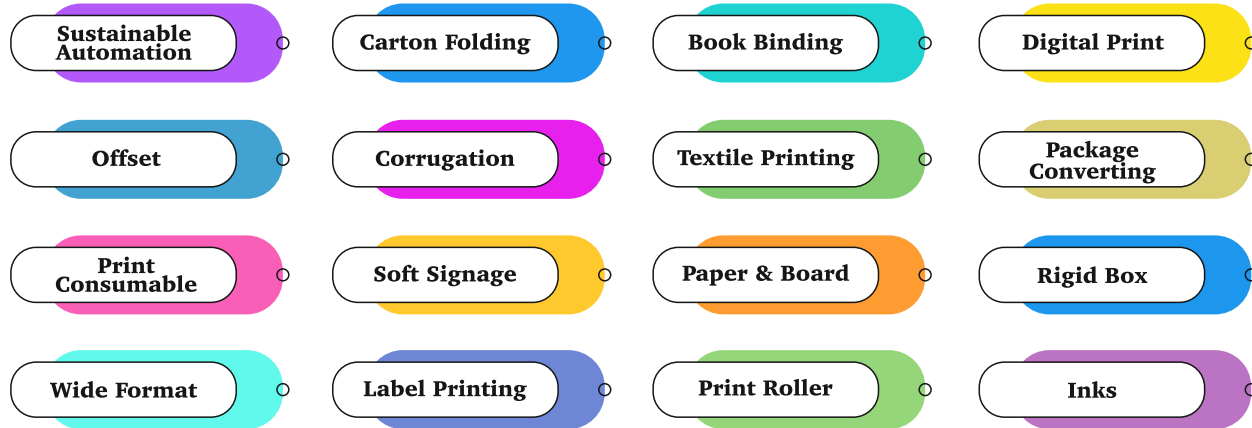 Sustainable
Automation
Carton Folding
Book Binding
Digital Print
Offset
Corrugation
Textile Printing
Package
Converting
Print
Consumable
Soft Signage
Paper & Board
Rigid Box
Wide Format
Label Printing
Print Roller
Inks